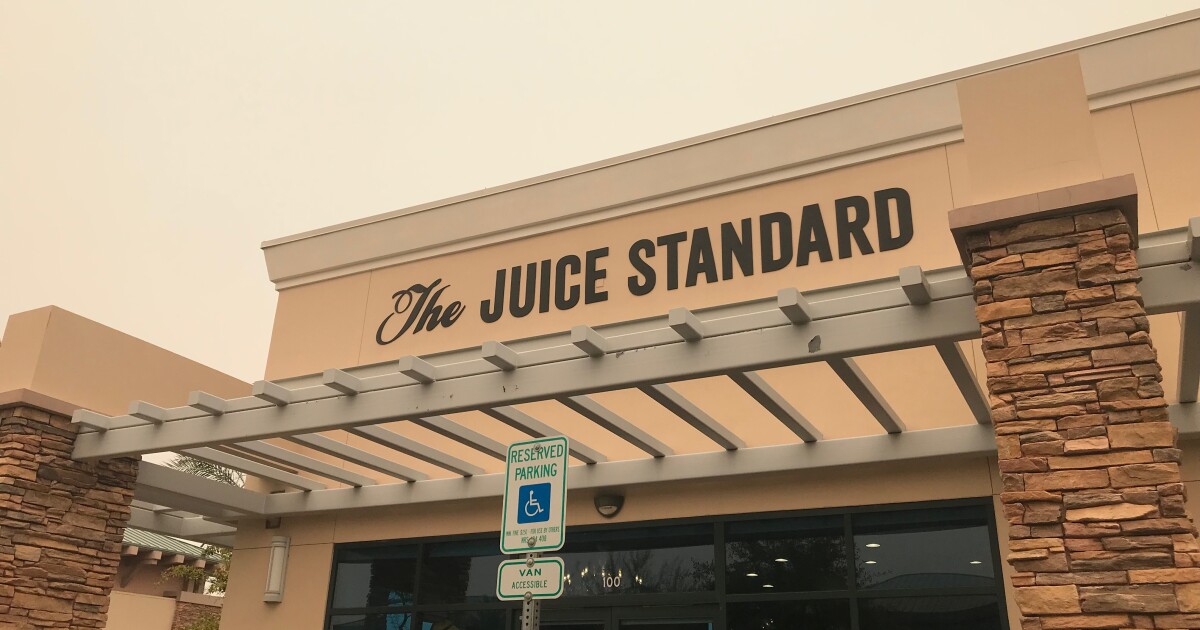 The JUICE STANDARD
RESERVED
PARKING
VAN
ACCESSIBLE
100